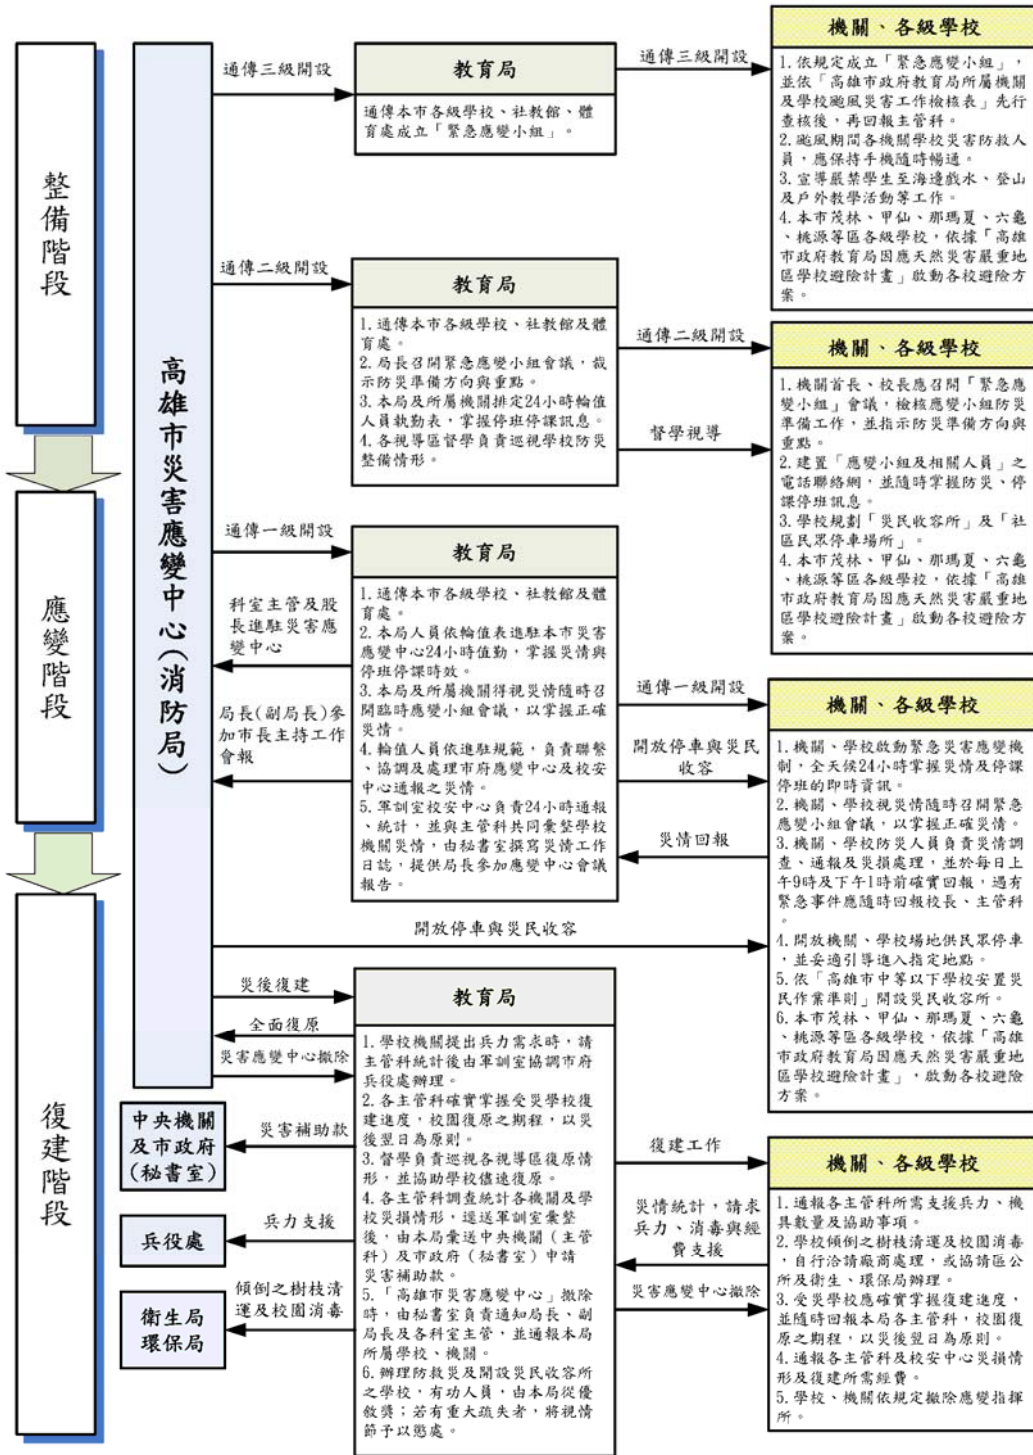 整備階段
應變階段
復建階段
高雄市災害應變中心(消防局)
通傳三級開設
教育局
通傳本市各級學校、社教館、體
育處成立「緊急應變小組」。
通傳三級開設
機關、各級學校
1.依規定成立「緊急應變小組」,
並依「高雄市政府教育局所屬機關
及學校颱風災害工作檢核表」先行
查核後,再回報主管科。
2.颱風期間各機關學校災害防救人
員,應保持手機隨時暢通。
3.宣導嚴禁學生至海邊戲水、登山
及戶外教學活動等工作。
4.本市茂林、甲仙、那瑪夏、六龜
、桃源等區各級學校,依據「高雄
市政府教育局因應天然災害嚴重地
區學校避險計畫」啟動各校避險方
案。
通傳二級開設
教育局
1.通傳本市各級學校、社教館及體
育處。
2.局長召開緊急應變小組會議,裁
示防災準備方向與重點。
3.本局及所屬機關排定24小時輪值
人員執勤表,掌握停班停課訊息。
4.各視導區督學負責巡視學校防災
整備情形。
通傳二級開設
督學視導
機關、各級學校
1.機關首長、校長應召開「緊急應
變小組」會議,檢核應變小組防災
準備工作,並指示防災準備方向與
重點。
2.建置「應變小組及相關人員」之
電話聯絡網,並隨時掌握防災、停
課停班訊息。
3.學校規劃「災民收容所」及「社
區民眾停車場所」。
4.本市茂林、甲仙、那瑪夏、六龜
、桃源等區各級學校,依據「高雄
市政府教育局因應天然災害嚴重地
區學校避險計畫」啟動各校避險方
案。
通傳一級開設
科室主管及股
長進駐災害應
變中心
局長(副局長)參
加市長主持工作
會報
教育局
1.通傳本市各級學校、社教館及體
育處。
2.本局人員依輪值表進駐本市災害
應變中心24小時值勤,掌握災情與
停班停課時效。
3.本局及所屬機關得視災情隨時召
開臨時應變小組會議,以掌握正確
災情。
4.輪值人員依進駐規範,負責聯繫
、協調及處理市府應變中心及校安
中心通報之災情。
5.軍訓室校安中心負責24小時通報
、統計,並與主管科共同彙整學校
機關災情,由秘書室撰寫災情工作
日誌,提供局長參加應變中心會議
報告。
通傳一級開設
開放停車與災民
收容
災情回報
開放停車與災民收容
機關、各級學校
1.機關、學校啟動緊急災害應變機
制,全天候24小時掌握災情及停課
停班的即時資訊。
2.機關、學校視災情隨時召開緊急
應變小組會議,以掌握正確災情。
3.機關、學校防災人員負責災情調
查、通報及災損處理,並於每日上
午9時及下午1時前確實回報,遇有
緊急事件應隨時回報校長、主管科
。
4.開放機關、學校場地供民眾停車
,並妥適引導進入指定地點。
5.依「高雄市中等以下學校安置災
民作業準則」開設災民收容所。
6.本市茂林、甲仙、那瑪夏、六龜
、桃源等區各級學校,依據「高雄
市政府教育局因應天然災害嚴重地
區學校避險計畫」,啟動各校避險
方案。
災後復建
全面復原
災害應變中心撤除
教育局
1.學校機關提出兵力需求時,請
主管科統計後由軍訓室協調市府
兵役處辦理。
2.各主管科確實掌握受災學校復
建進度,校園復原之期程,以災
後翌日為原則。
3.督學負責巡視各視導區復原情
形,並協助學校儘速復原。
4.各主管科調查統計各機關及學
校災損情形,逕送軍訓室彙整
後,由本局彙送中央機關(主管
科)及市政府(秘書室)申請
災害補助款。
5.「高雄市災害應變中心」撤除
時,由秘書室負責通知局長、副
局長及各科室主管,並通報本局
所屬學校、機關。
6.辦理防救災及開設災民收容所
之學校,有功人員,由本局從優
敘獎;若有重大疏失者,將視情
節予以懲處。
中央機關
及市政府
(秘書室)
災害補助款
兵役處
兵力支援
衛生局
環保局
傾倒之樹枝清
運及校園消毒
復建工作
災情統計,請求
兵力、消毒與經
費支援
災害應變中心撤除
機關、各級學校
1.通報各主管科所需支援兵力、機
具數量及協助事項。
2.學校傾倒之樹枝清運及校園消毒
,自行洽請廠商處理,或協請區公
所及衛生、環保局辦理。
3.受災學校應確實掌握復建進度,
並隨時回報本局各主管科,校園復
原之期程,以災後翌日為原則。
4.通報各主管科及校安中心災損情
形及復建所需經費。
5.學校、機關依規定撤除應變指揮
所。